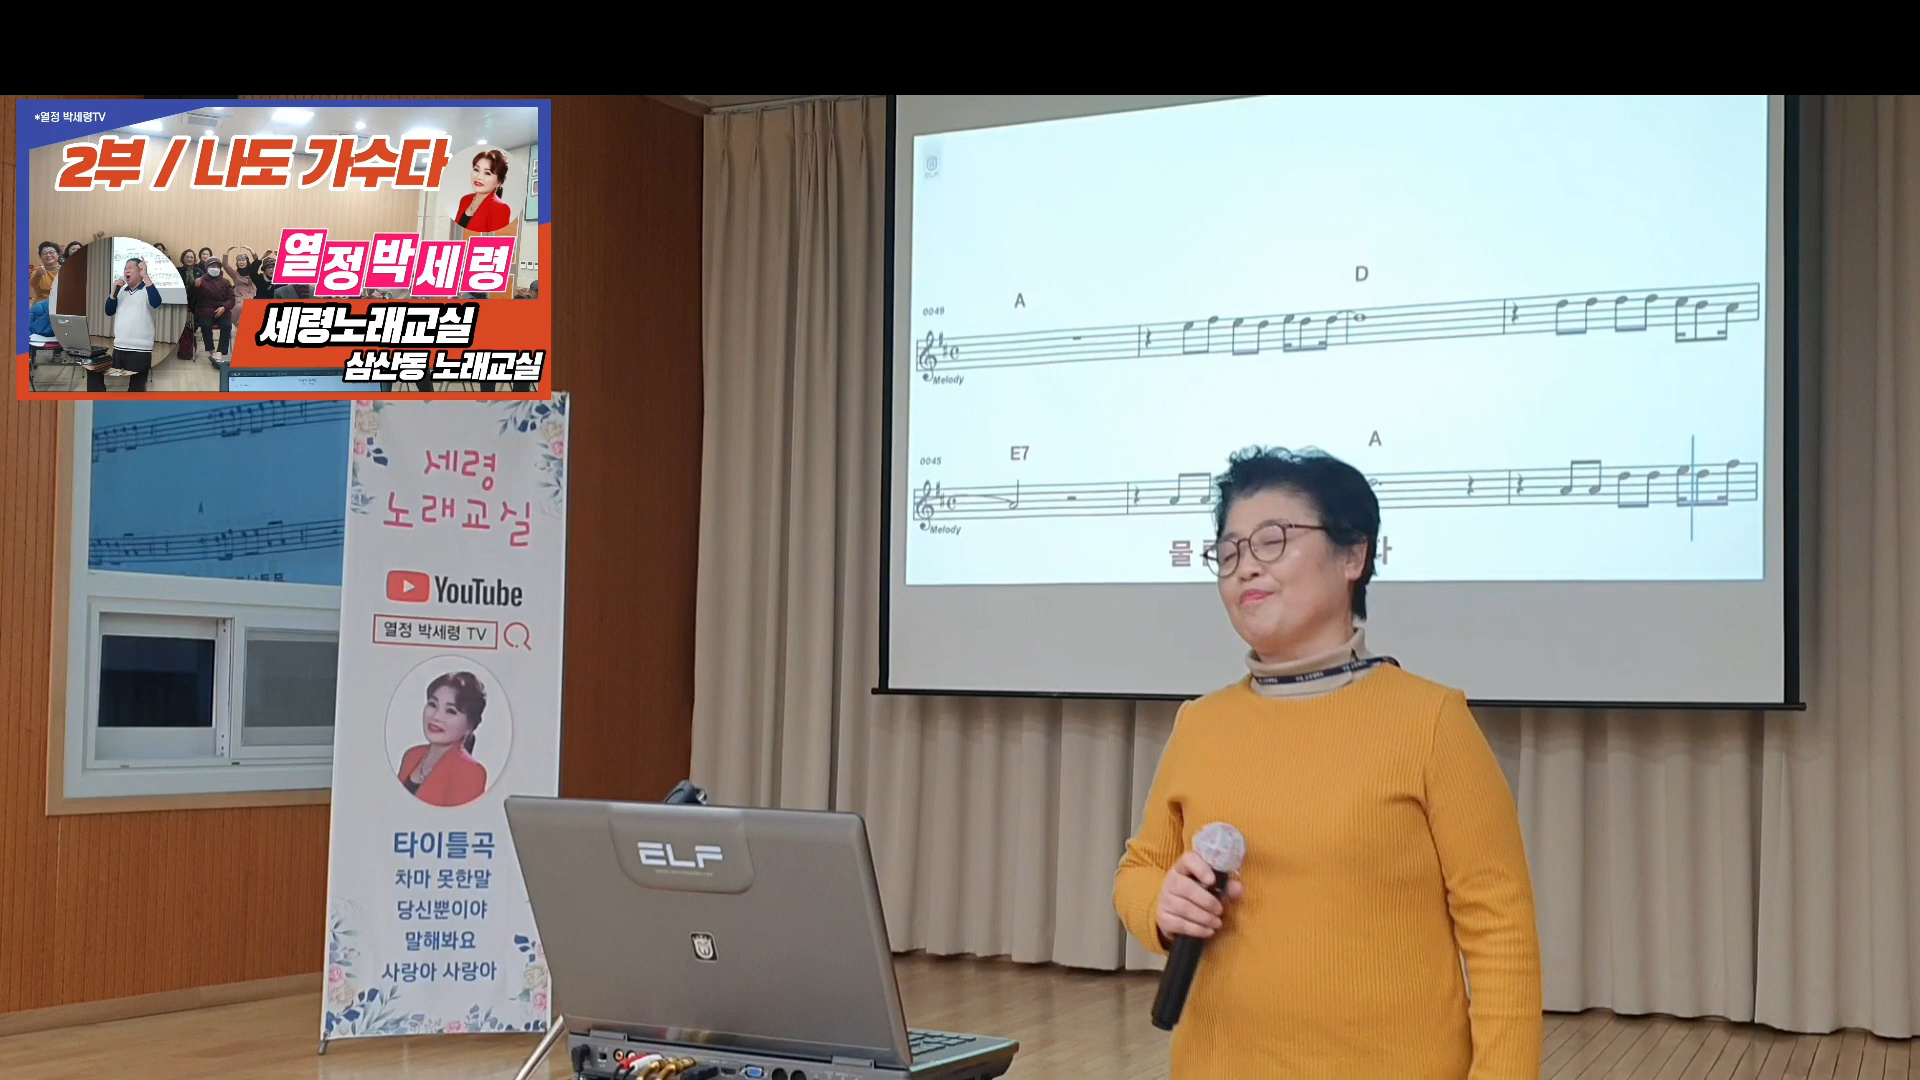 *열정 박세령TV
2부 / 나도 가수다
열정박세령
세령노래교실
삼산동 노래교실
세령
노래교실
YouTube
열정 박세령 TV
타이틀곡
차마 못한말
당신뿐이야
말해봐요
사랑아 사랑아
ELF
0049
A
D
Melody
0045
E7
A
Melody
물
A